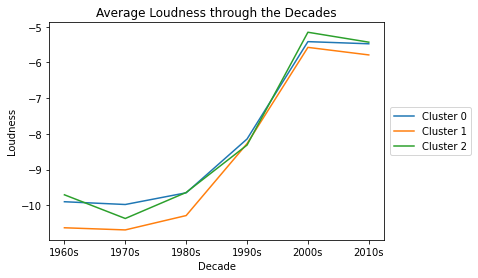 Average Loudness through the Decades
Loudness
−5
−6
−7
−8
−9
−10
1960s 1970s 1980s 1990s 2000s 2010s
Decade
Cluster 0
Cluster 1
Cluster 2